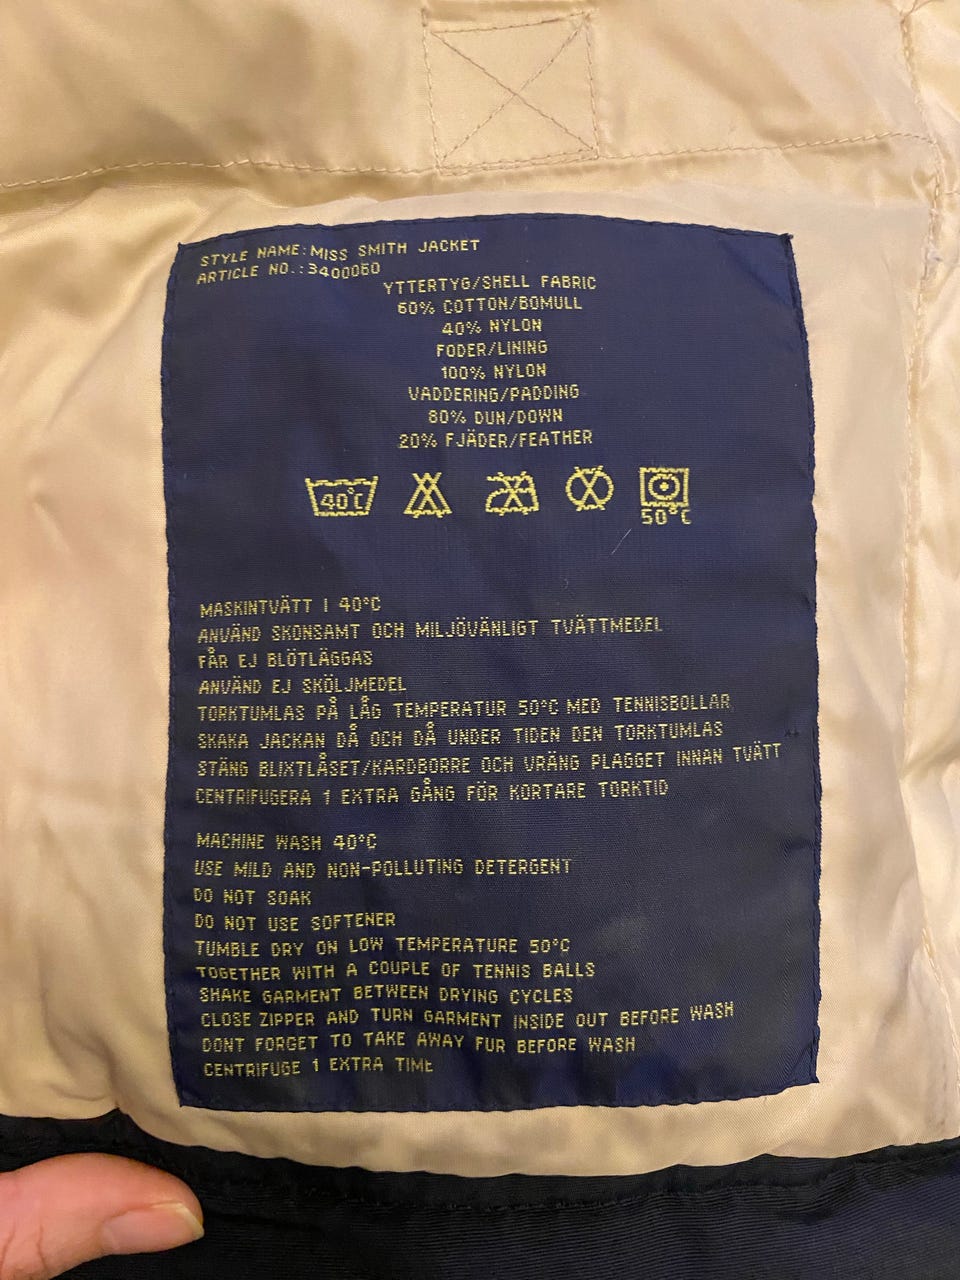 STYLE NAME: MISS SMITH JACKET
ARTICLE NO.: 3400060
YTTERTYG/SHELL FABRIC
60% COTTON/BOMULL
40% NYLON
FODER/LINING
100% NYLON
VADDERING/PADDING
80% DUN/DOWN
20% FJÄDER/FEATHER
40°C
50°C
MASKINTVÄTT I 40°C
ANVÄND SKONSAMT OCH MILJÖVÄNLIGT TVÄTTMEDEL
FÅR EJ BLÖTLÄGGAS
ANVÄND EJ SKÖLJMEDEL
TORKTUMLAS PÅ LÅG TEMPERATUR 50°C MED TENNISBOLLAR
SKAKA JACKAN DÅ OCH DÅ UNDER TIDEN DEN TORKTUMLAS
STÄNG BLIXTLÅSET/KARDBORRE OCH VRÄNG PLAGGET INNAN TVÄTT
CENTRIFUGERA 1 EXTRA GÅNG FÖR KORTARE TORKTID
MACHINE WASH 40°C
USE MILD AND NON-POLLUTING DETERGENT
DO NOT SOAK
DO NOT USE SOFTENER
TUMBLE DRY ON LOW TEMPERATURE 50°C
TOGETHER WITH A COUPLE OF TENNIS BALLS
SHAKE GARMENT BETWEEN DRYING CYCLES
CLOSE ZIPPER AND TURN GARMENT INSIDE OUT BEFORE WASH
DONT FORGET TO TAKE AWAY FUR BEFORE WASH
CENTRIFUGE 1 EXTRA TIME